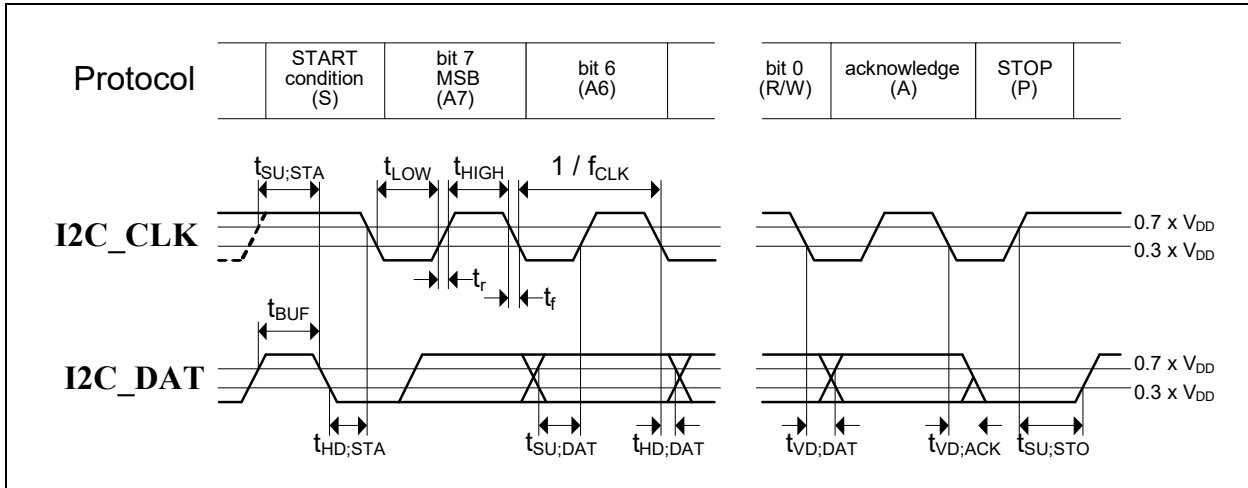 Protocol
START
condition
(S)
bit 7
MSB
(A7)
bit 6
(A6)
bit 0
(R/W)
acknowledge
(A)
STOP
(P)
tSU;STA
tLOW
tHIGH
1 / fCLK
I2C_CLK
0.7 x VDD
0.3 x VDD
tr
tf
tBUF
I2C_DAT
0.7 x VDD
0.3 x VDD
tHD;STA
tSU;DAT
tHD;DAT
tVD;DAT
tVD;ACK
tSU;STO